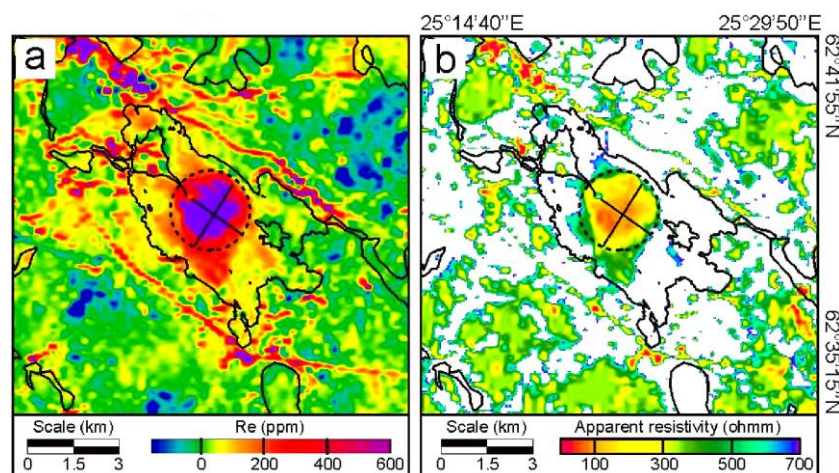 25°14'40''E
25°29'50''E
a
b
62°41'55''N
62°35'15''N
Scale (km)
0 1.5 3
Re (ppm)
0 200 400 600
Scale (km)
0 1.5 3
Apparent resistivity (ohmm)
100 300 500 700